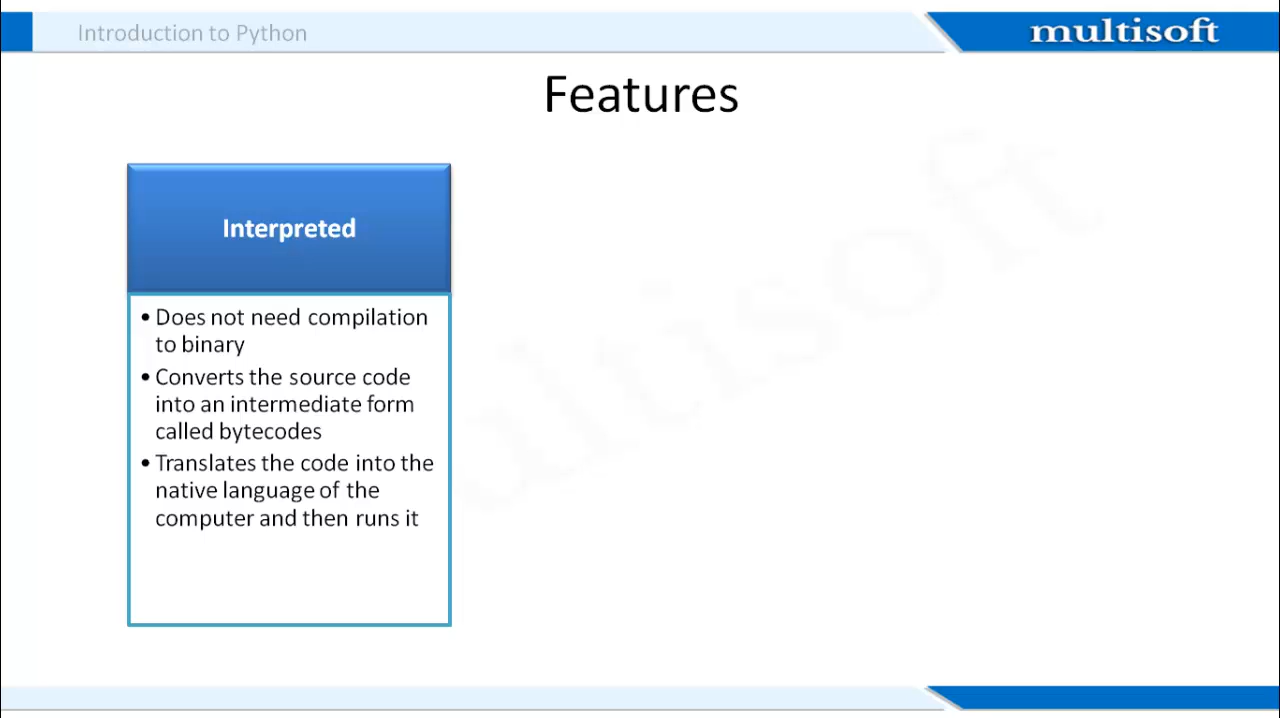 Introduction to Python
multisoft
Features
Interpreted
• Does not need compilation
to binary
• Converts the source code
into an intermediate form
called bytecodes
• Translates the code into the
native language of the
computer and then runs it
multisoft